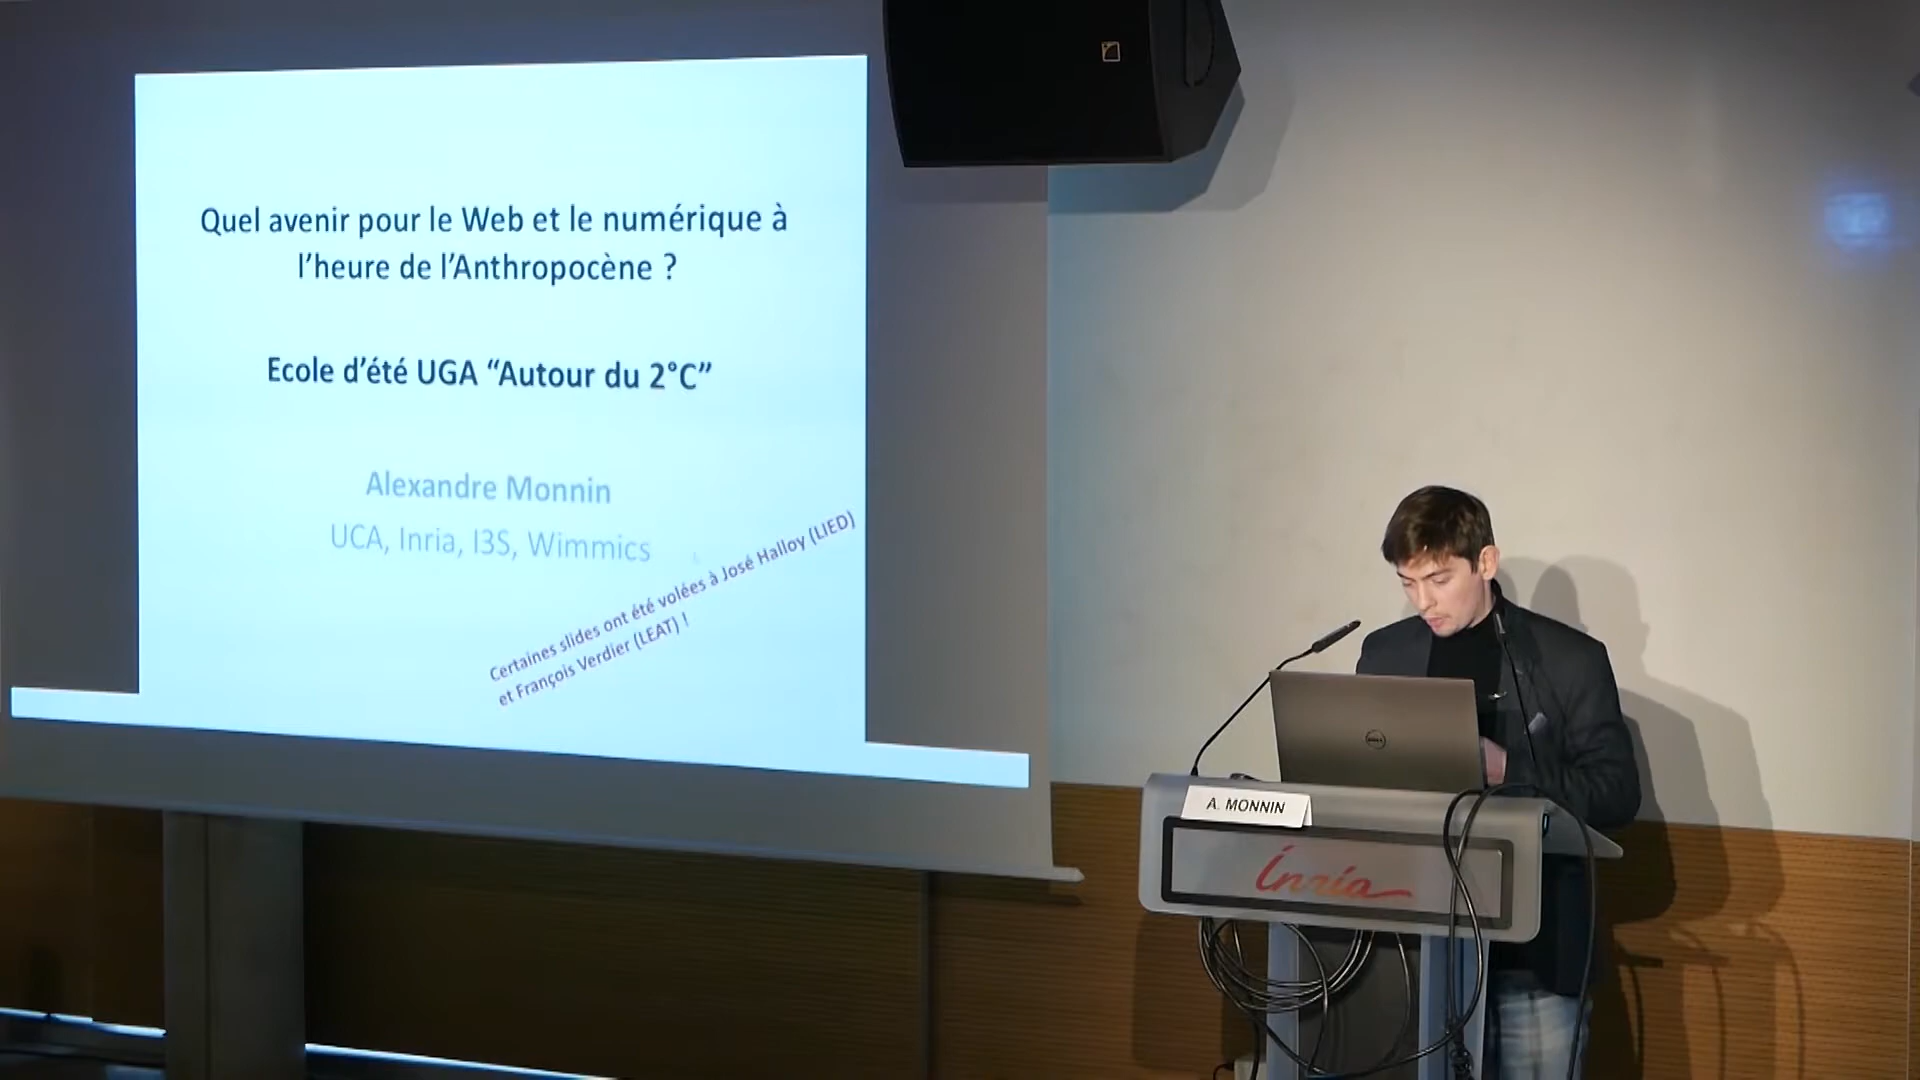 Quel avenir pour le Web et le numérique à
l’heure de l’Anthropocène ?
Ecole d’été UGA “Autour du 2°C”
Alexandre Monnin
UCA, Inria, I3S, Wimmics
Certaines slides ont été volées à José Halloy (LIED)
et François Verdier (LEAT) !
DELL
A. MONNIN
Inria